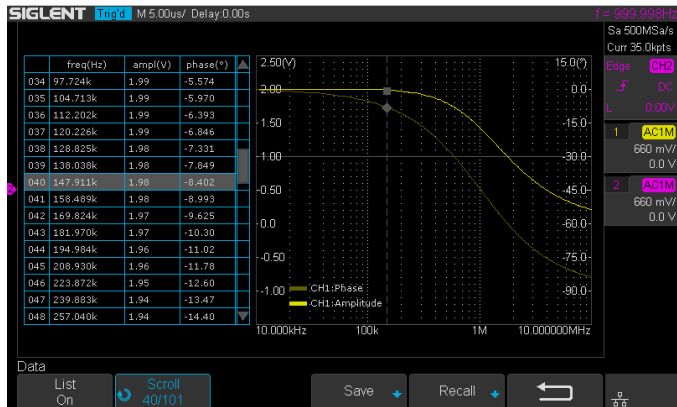 SIGLENT Trig'd M 5.00us/ Delay:0.00s f = 999.998Hz
Sa 500MSa/s
Curr 35.0kpts
Edge CH2
DC
L 0.00V
1 AC1M
660 mV/
0.0 V
2 AC1M
660 mV/
0.0 V
freq(Hz) ampl(V) phase(°)
034 97.724k 1.99 -5.574
035 104.713k 1.99 -5.970
036 112.202k 1.99 -6.393
037 120.226k 1.99 -6.846
038 128.825k 1.98 -7.331
039 138.038k 1.98 -7.849
040 147.911k 1.98 -8.402
041 158.489k 1.98 -8.993
042 169.824k 1.97 -9.625
043 181.970k 1.97 -10.30
044 194.984k 1.96 -11.02
045 208.930k 1.96 -11.78
046 223.872k 1.95 -12.60
047 239.883k 1.94 -13.47
048 257.040k 1.94 -14.40
2.50(V) 15.0(°)
2.00 0.0
1.50 -15.0
1.00 -30.0
0.50 -45.0
0.0 -60.0
-0.50 -75.0
-1.00 -90.0
CH1:Phase
CH1:Amplitude
10.000kHz 100k 1M 10.000000MHz
2
Data
List
On
Scroll
40/101
Save
Recall